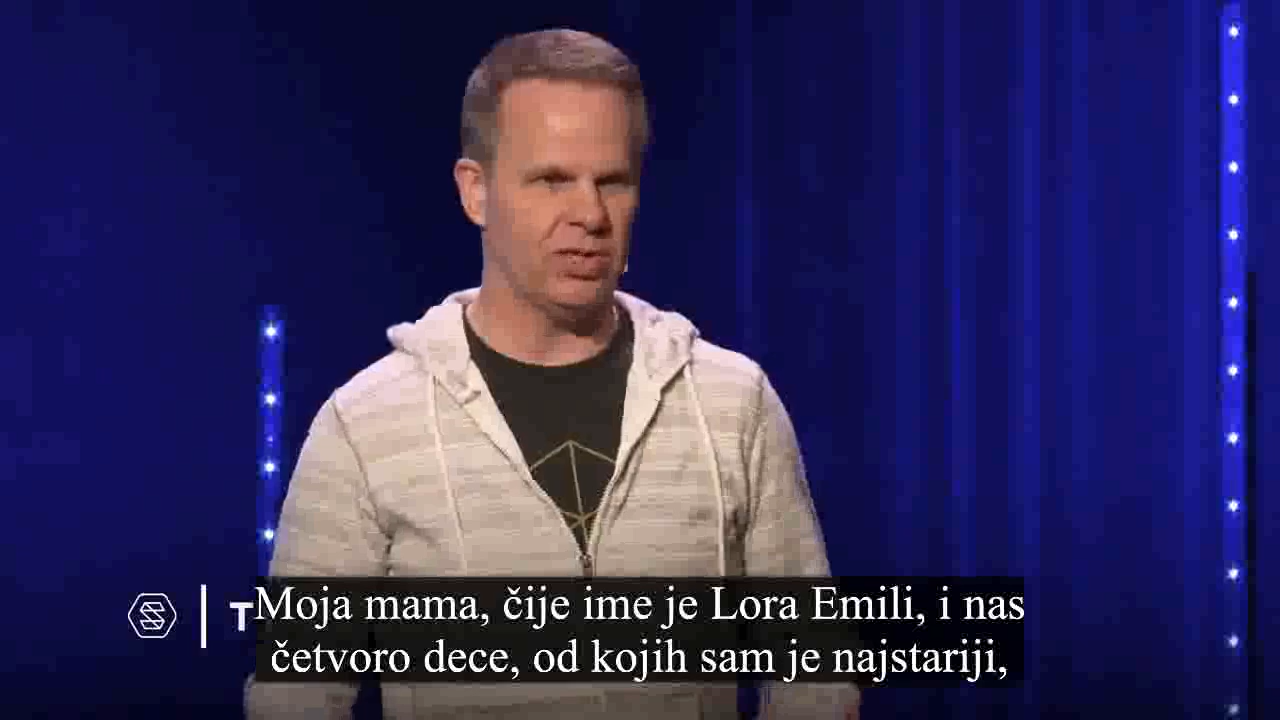 Moja mama, čije ime je Lora Emili, i nas
četvoro dece, od kojih sam je najstariji,